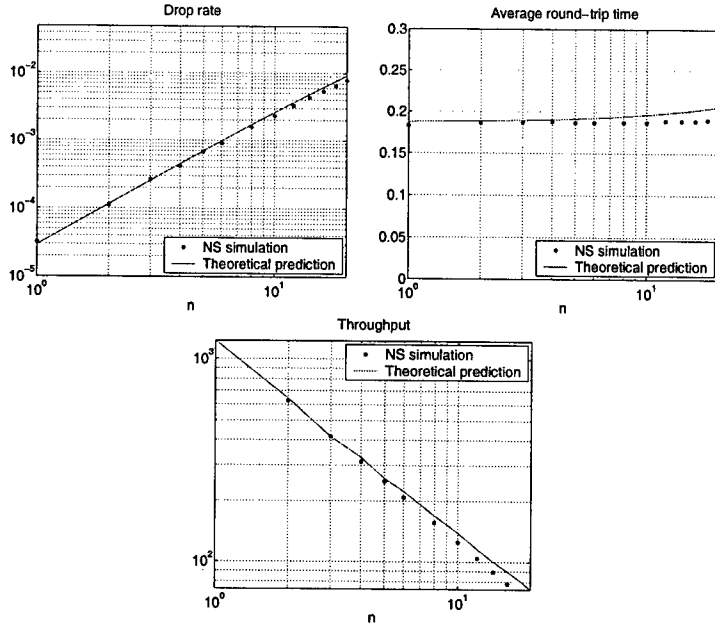 Drop rate
10^-2
10^-3
10^-4
10^-5
NS simulation
Theoretical prediction
10^0
10^1
n
Average round-trip time
0.3
0.25
0.2
0.15
0.1
0.05
0
NS simulation
Theoretical prediction
10^0
10^1
n
Throughput
10^3
10^2
NS simulation
Theoretical prediction
10^0
10^1
n